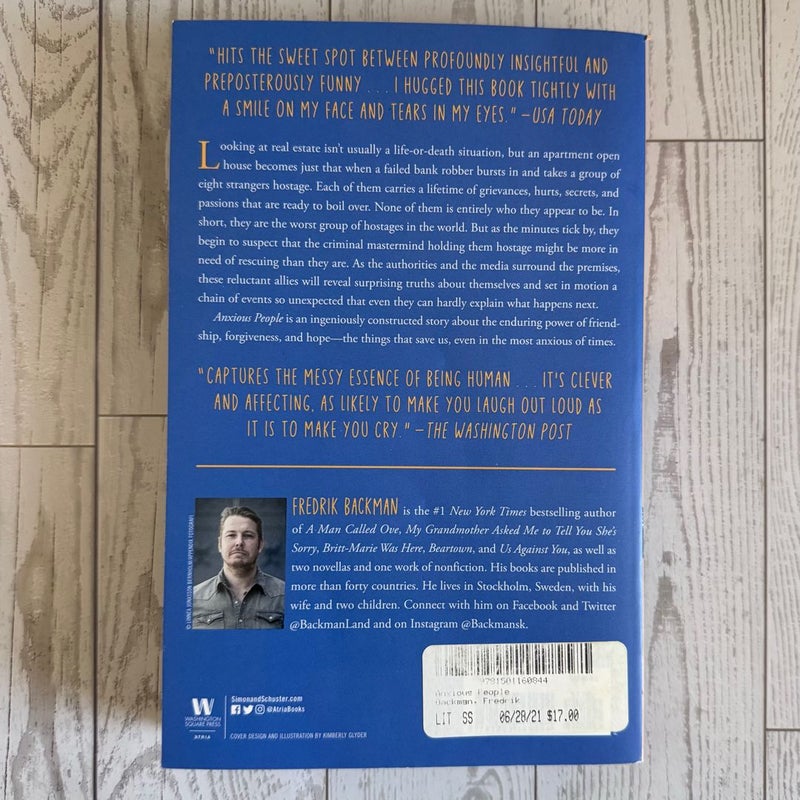 "HITS THE SWEET SPOT BETWEEN PROFOUNDLY INSIGHTFUL AND
PREPOSTEROUSLY FUNNY . . . I HUGGED THIS BOOK TIGHTLY WITH
A SMILE ON MY FACE AND TEARS IN MY EYES." —USA TODAY
Looking at real estate isn't usually a life-or-death situation, but an apartment open
house becomes just that when a failed bank robber bursts in and takes a group of
eight strangers hostage. Each of them carries a lifetime of grievances, hurts, secrets, and
passions that are ready to boil over. None of them is entirely who they appear to be. In
short, they are the worst group of hostages in the world. But as the minutes tick by, they
begin to suspect that the criminal mastermind holding them hostage might be more in
need of rescuing than they are. As the authorities and the media surround the premises,
these reluctant allies will reveal surprising truths about themselves and set in motion a
chain of events so unexpected that even they can hardly explain what happens next.
Anxious People is an ingeniously constructed story about the enduring power of friend-
ship, forgiveness, and hope—the things that save us, even in the most anxious of times.
"CAPTURES THE MESSY ESSENCE OF BEING HUMAN . . . IT'S CLEVER
AND AFFECTING, AS LIKELY TO MAKE YOU LAUGH OUT LOUD AS
IT IS TO MAKE YOU CRY." —THE WASHINGTON POST
FREDRIK BACKMAN is the #1 New York Times bestselling author
of A Man Called Ove, My Grandmother Asked Me to Tell You She's
Sorry, Britt-Marie Was Here, Beartown, and Us Against You, as well as
two novellas and one work of nonfiction. His books are published in
more than forty countries. He lives in Stockholm, Sweden, with his
wife and two children. Connect with him on Facebook and Twitter
@BackmanLand and on Instagram @Backmansk.
9781501160844
Anxious People
Backman, Fredrik
LIT SS 06/28/21 $17.00
W
WASHINGTON
SQUARE PRESS
ATRIA
SimonandSchuster.com
@AtriaBooks
COVER DESIGN AND ILLUSTRATION BY KIMBERLY GLYDER